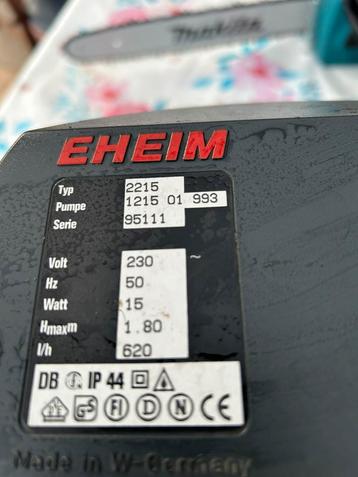 Makita
EHEIM
Typ 2215
Pumpe 1215 01 993
Serie 95111
Volt 230 ~
Hz 50
Watt 15
Hmaxm 1.80
l/h 620
DB IP 44
GS FI D N CE
Made in W-Germany